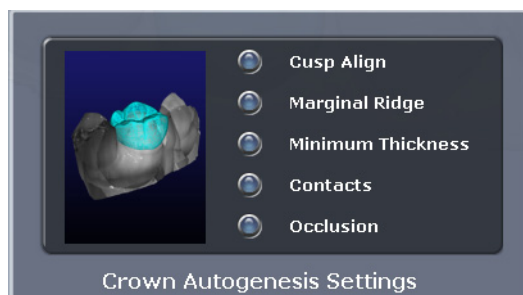 Cusp Align
Marginal Ridge
Minimum Thickness
Contacts
Occlusion
Crown Autogenesis Settings